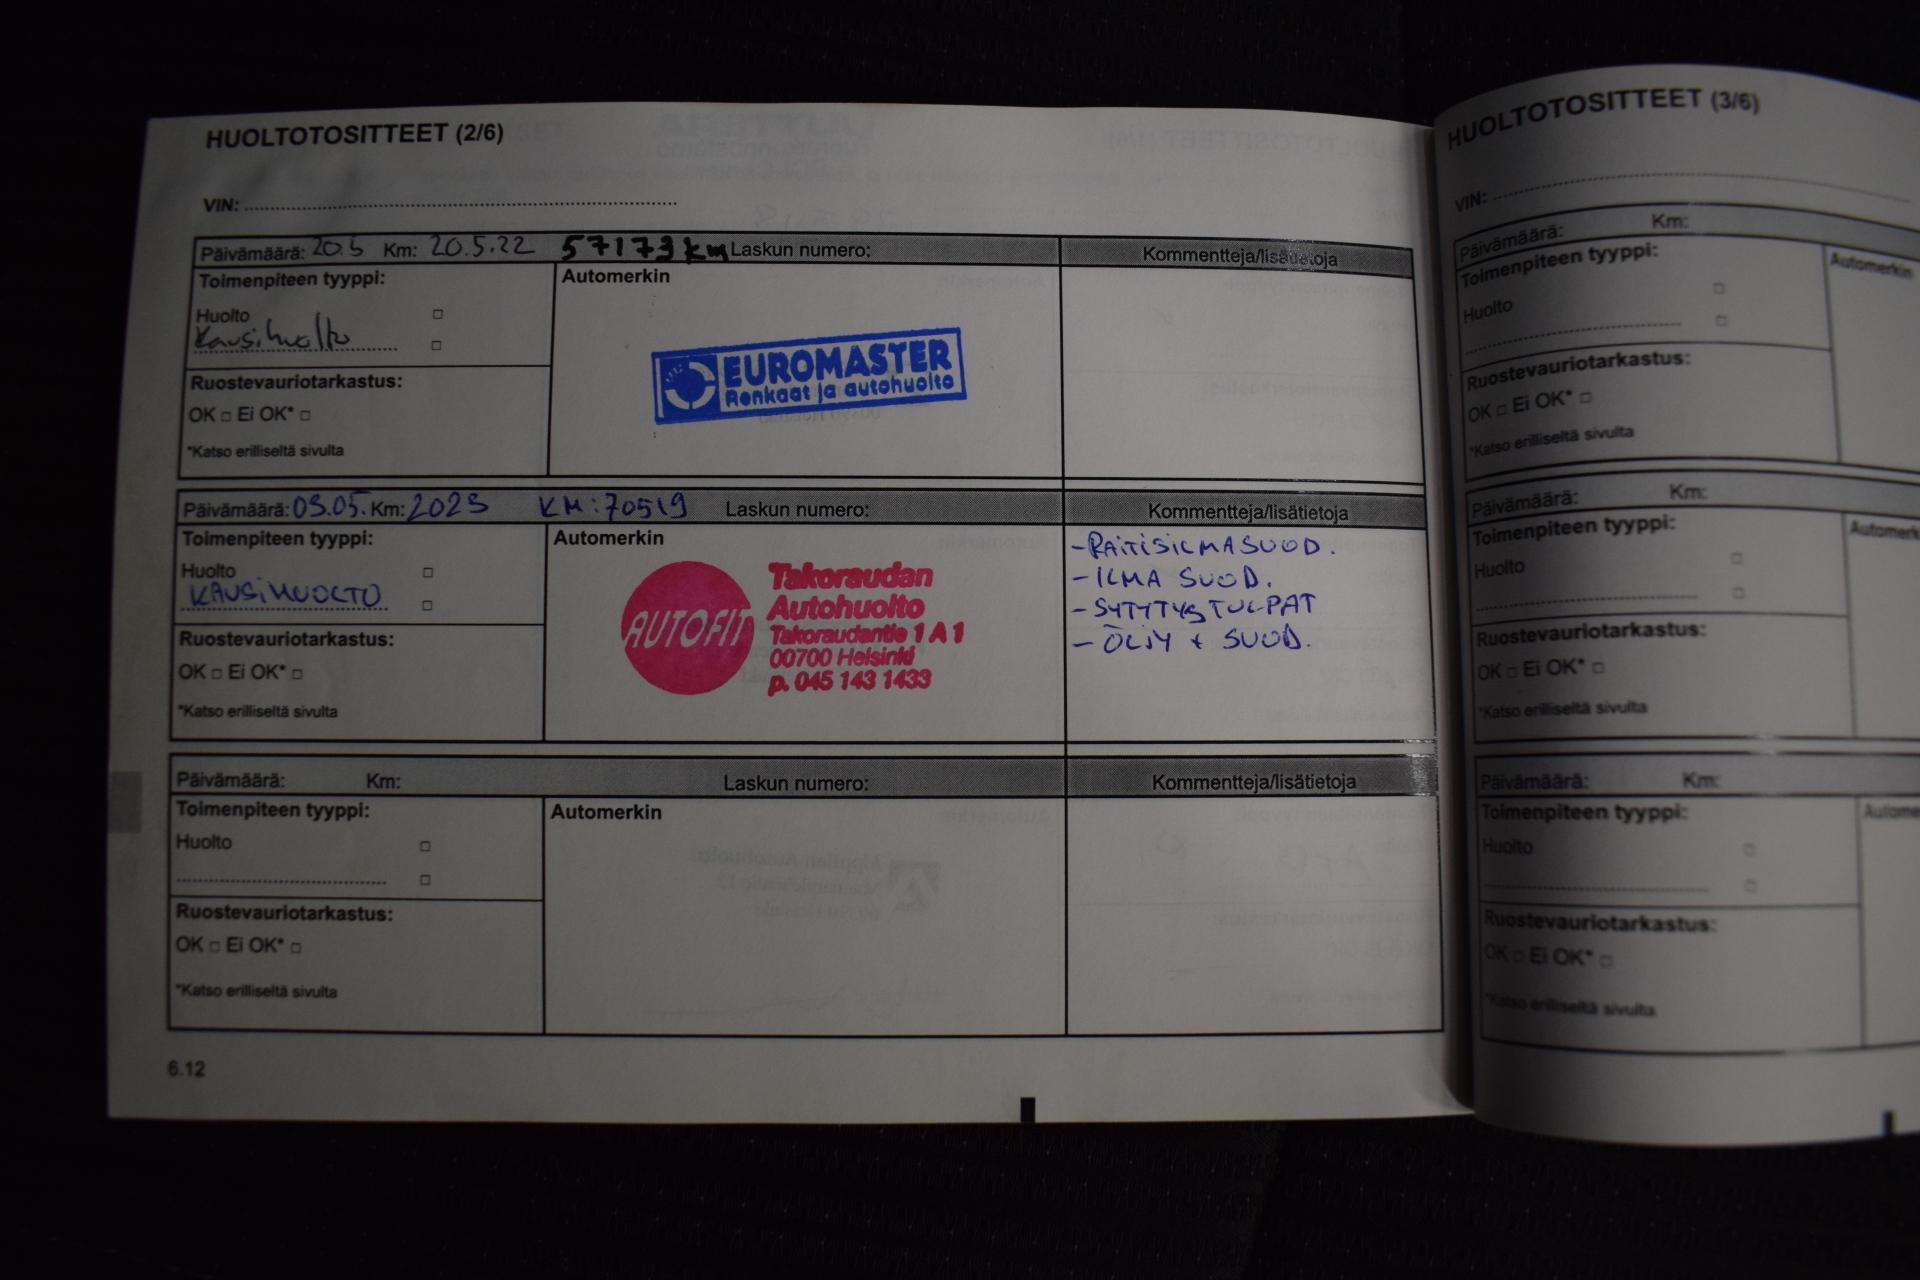 HUOLTOTOSITTEET (2/6)
VIN:
Päivämäärä: 20.5 Km: 20.5.22 57173 km Laskun numero: Kommentteja/lisätietoja
Toimenpiteen tyyppi:
Automerkin
Huolto
Kausihuolto
EUROMASTER
Renkaat ja autohuolto
Ruostevauriotarkastus:
OK □ Ei OK* □
*Katso erilliseltä sivulta
Päivämäärä: 03.05. Km: 2023 KM: 70519 Laskun numero: Kommentteja/lisätietoja
Toimenpiteen tyyppi:
Automerkin
Huolto
KAUSIHUOLTO
AUTOFIT
Takoraudan
Autohuolto
Takoraudantie 1 A 1
00700 Helsinki
p. 045 143 1433
- RAITISILMASUOD.
- ILMA SUOD.
- SYTYTYSTULPAT
- ÖLJY + SUOD.
Ruostevauriotarkastus:
OK □ Ei OK* □
*Katso erilliseltä sivulta
Päivämäärä: Km: Laskun numero: Kommentteja/lisätietoja
Toimenpiteen tyyppi:
Automerkin
Huolto
Ruostevauriotarkastus:
OK □ Ei OK* □
*Katso erilliseltä sivulta
6.12
HUOLTOTOSITTEET (3/6)
VIN:
Päivämäärä: Km:
Toimenpiteen tyyppi:
Automerkin
Huolto
Ruostevauriotarkastus:
OK □ Ei OK* □
*Katso erilliseltä sivulta
Päivämäärä: Km:
Toimenpiteen tyyppi:
Automerk
Huolto
Ruostevauriotarkastus:
OK □ Ei OK* □
*Katso erilliseltä sivulta
Päivämäärä: Km:
Toimenpiteen tyyppi:
Autome
Huolto
Ruostevauriotarkastus:
OK □ Ei OK* □
*Katso erilliseltä sivulta